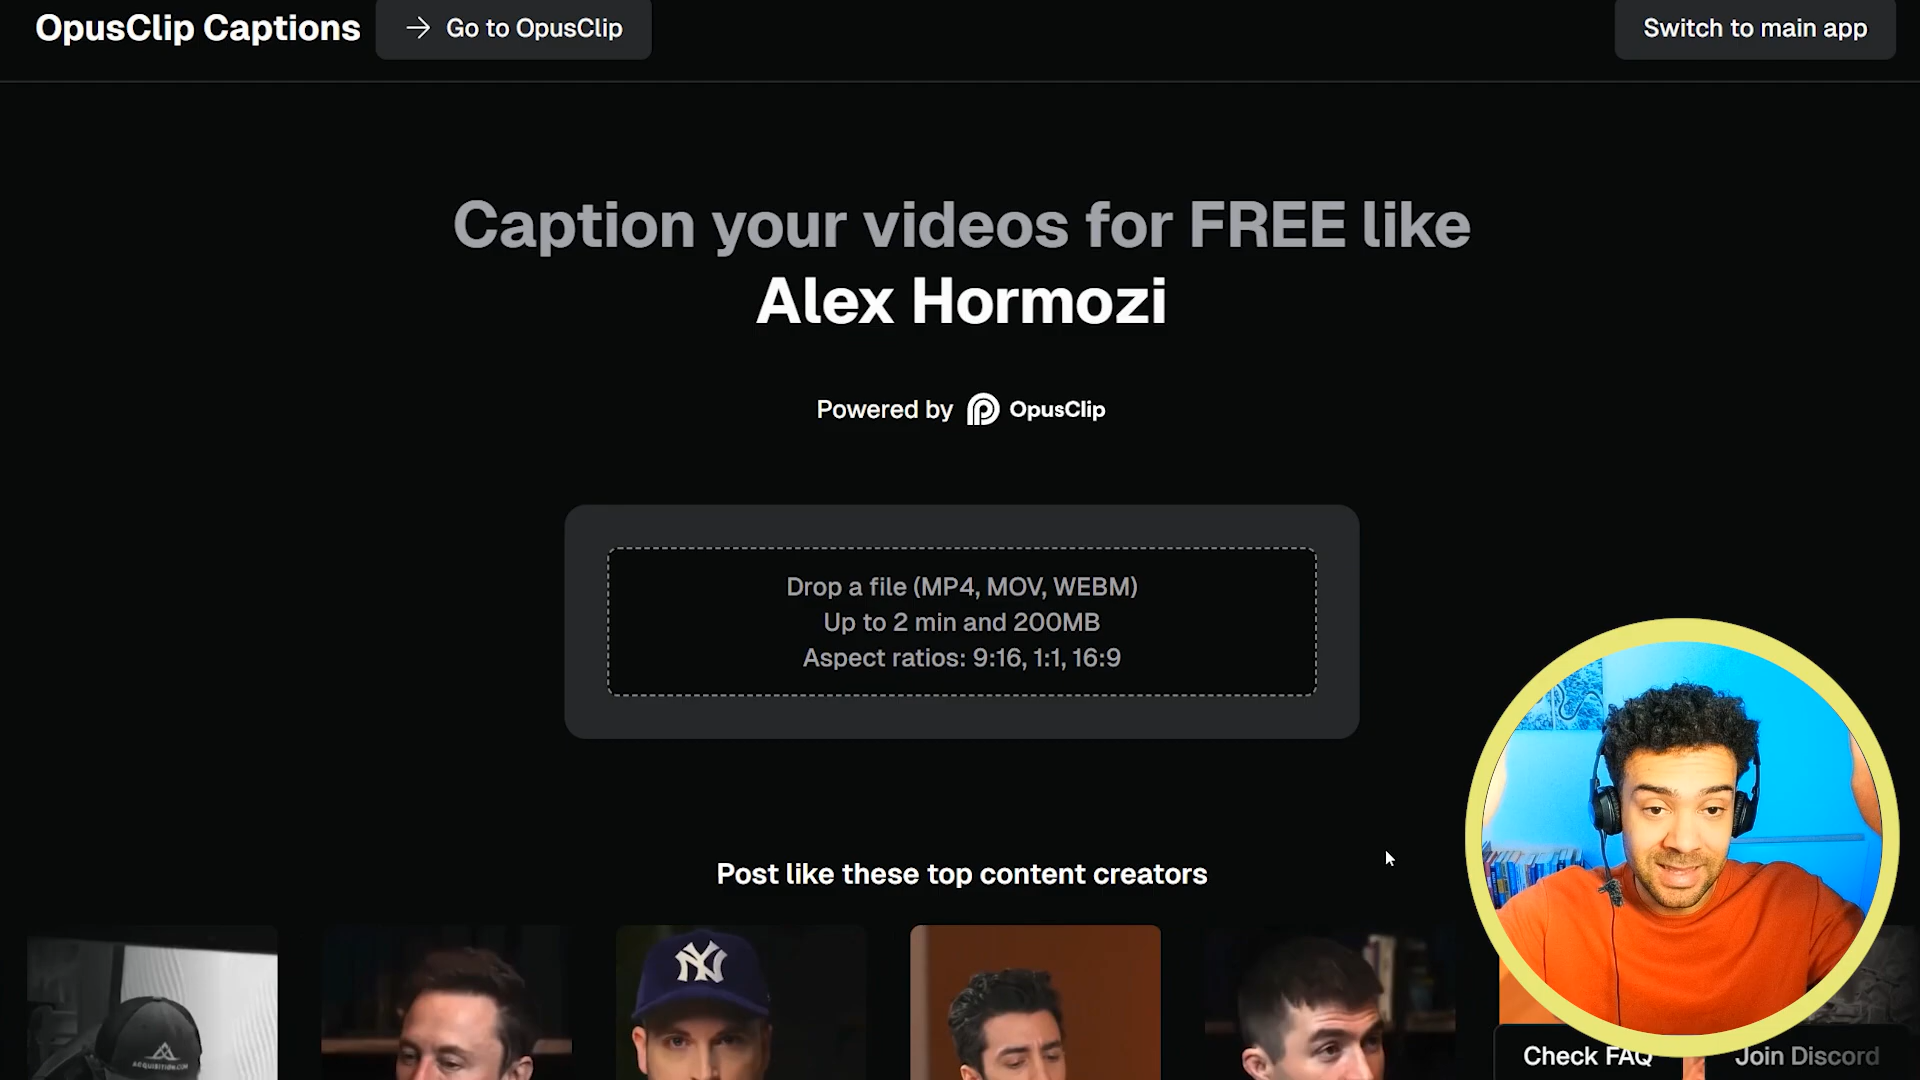 OpusClip Captions
Go to OpusClip
Switch to main app
Caption your videos for FREE like
Alex Hormozi
Powered by OpusClip
Drop a file (MP4, MOV, WEBM)
Up to 2 min and 200MB
Aspect ratios: 9:16, 1:1, 16:9
Post like these top content creators
NY
ACQUISITION.COM
Check FAQ
Join Discord